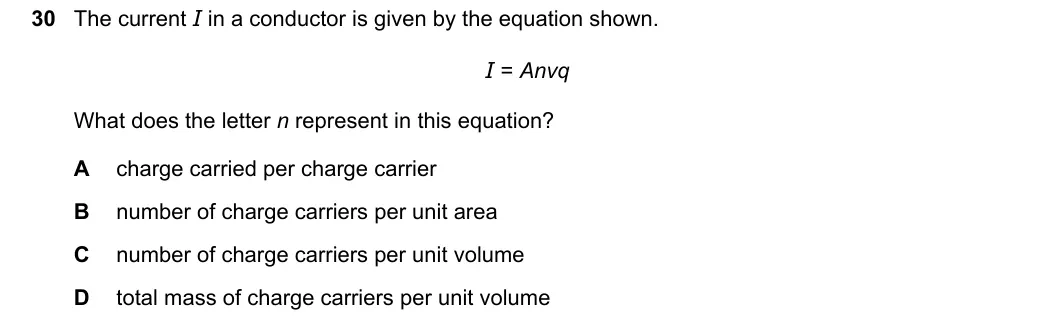 30 The current I in a conductor is given by the equation shown.
I = Anvq
What does the letter n represent in this equation?
A charge carried per charge carrier
B number of charge carriers per unit area
C number of charge carriers per unit volume
D total mass of charge carriers per unit volume